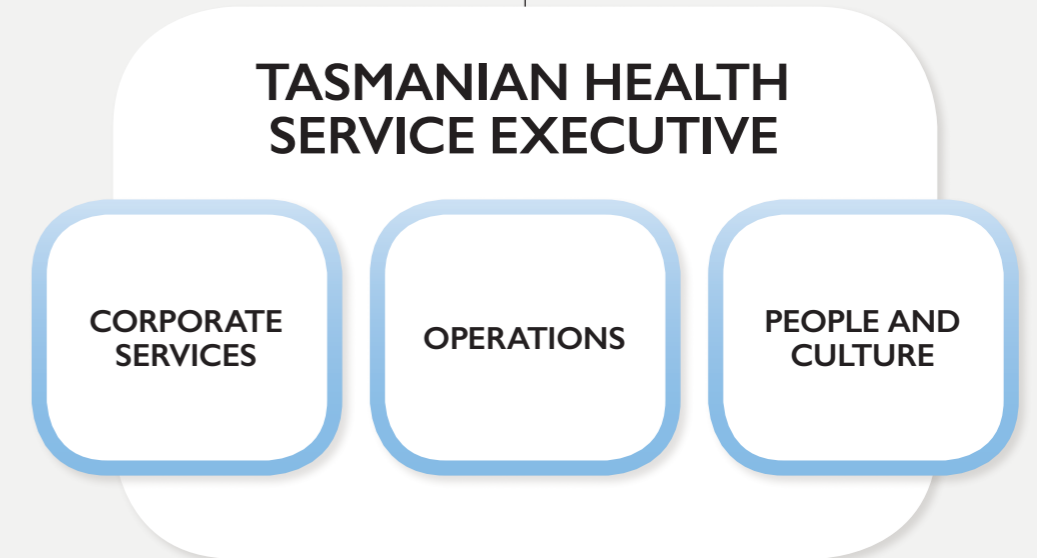 TASMANIAN HEALTH
SERVICE EXECUTIVE
CORPORATE
SERVICES
OPERATIONS
PEOPLE AND
CULTURE